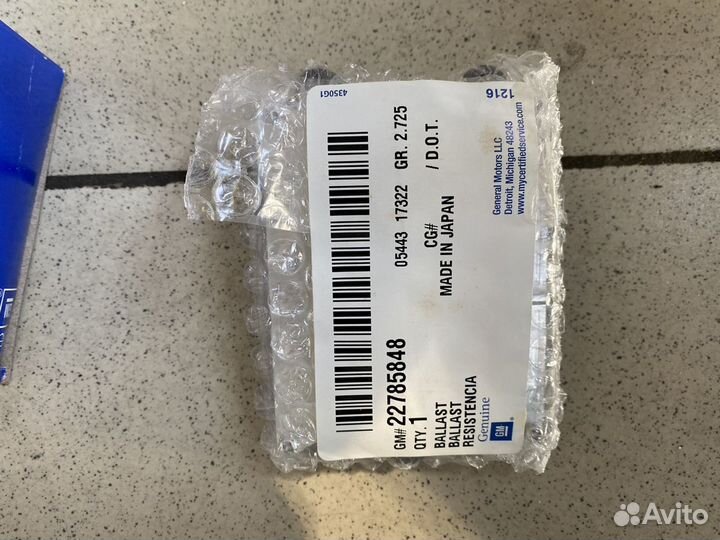 4350G1
1216
05443 17322 GR. 2.725
CG# / D.O.T.
MADE IN JAPAN
General Motors LLC
Detroit, Michigan 48243
www.mycertifiedservice.com
GM# 22785848
QTY. 1
BALLAST
BALLAST
RESISTENCIA
Genuine
GM
Avito